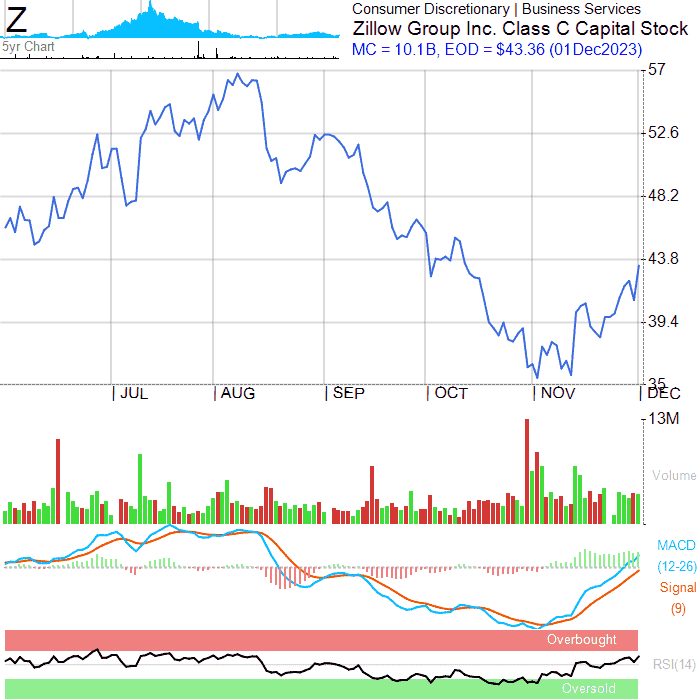 Z
5yr Chart
Consumer Discretionary | Business Services
Zillow Group Inc. Class C Capital Stock
MC = 10.1B, EOD = $43.36 (01Dec2023)
57
52.6
48.2
43.8
39.4
35
JUL AUG SEP OCT NOV DEC
13M
Volume
MACD
(12-26)
Signal
(9)
Overbought
RSI(14)
Oversold